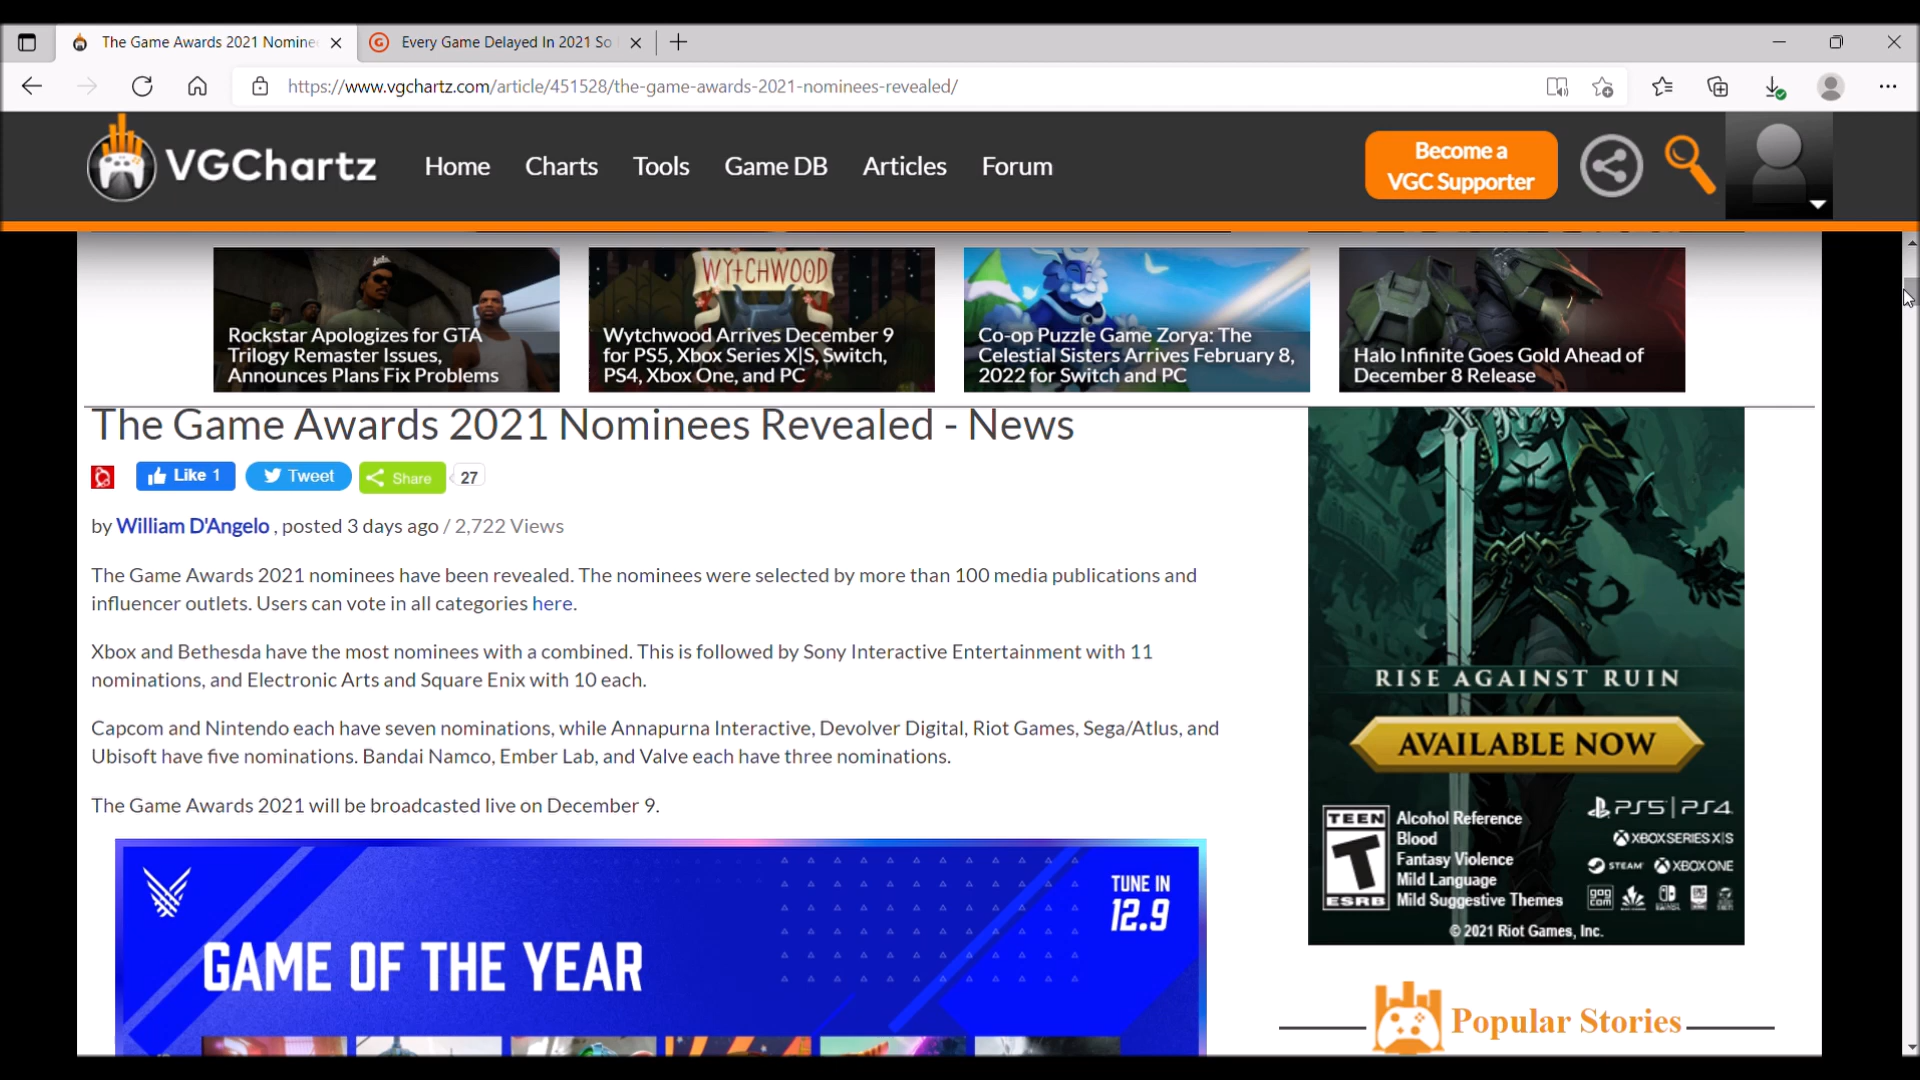 The Game Awards 2021 Nomine
Every Game Delayed In 2021 So
https://www.vgchartz.com/article/451528/the-game-awards-2021-nominees-revealed/
VGChartz
Home
Charts
Tools
Game DB
Articles
Forum
Become a
VGC Supporter
Rockstar Apologizes for GTA
Trilogy Remaster Issues,
Announces Plans Fix Problems
WYTCHWOOD
Wytchwood Arrives December 9
for PS5, Xbox Series X|S, Switch,
PS4, Xbox One, and PC
Co-op Puzzle Game Zorya: The
Celestial Sisters Arrives February 8,
2022 for Switch and PC
Halo Infinite Goes Gold Ahead of
December 8 Release
The Game Awards 2021 Nominees Revealed - News
Like 1
Tweet
Share
27
by William D'Angelo , posted 3 days ago / 2,722 Views
The Game Awards 2021 nominees have been revealed. The nominees were selected by more than 100 media publications and
influencer outlets. Users can vote in all categories here.
Xbox and Bethesda have the most nominees with a combined. This is followed by Sony Interactive Entertainment with 11
nominations, and Electronic Arts and Square Enix with 10 each.
Capcom and Nintendo each have seven nominations, while Annapurna Interactive, Devolver Digital, Riot Games, Sega/Atlus, and
Ubisoft have five nominations. Bandai Namco, Ember Lab, and Valve each have three nominations.
The Game Awards 2021 will be broadcasted live on December 9.
TUNE IN
12.9
GAME OF THE YEAR
RISE AGAINST RUIN
AVAILABLE NOW
TEEN
T
ESRB
Alcohol Reference
Blood
Fantasy Violence
Mild Language
Mild Suggestive Themes
PS5 | PS4
XBOX SERIES X|S
STEAM
XBOX ONE
gog
com
© 2021 Riot Games, Inc.
Popular Stories